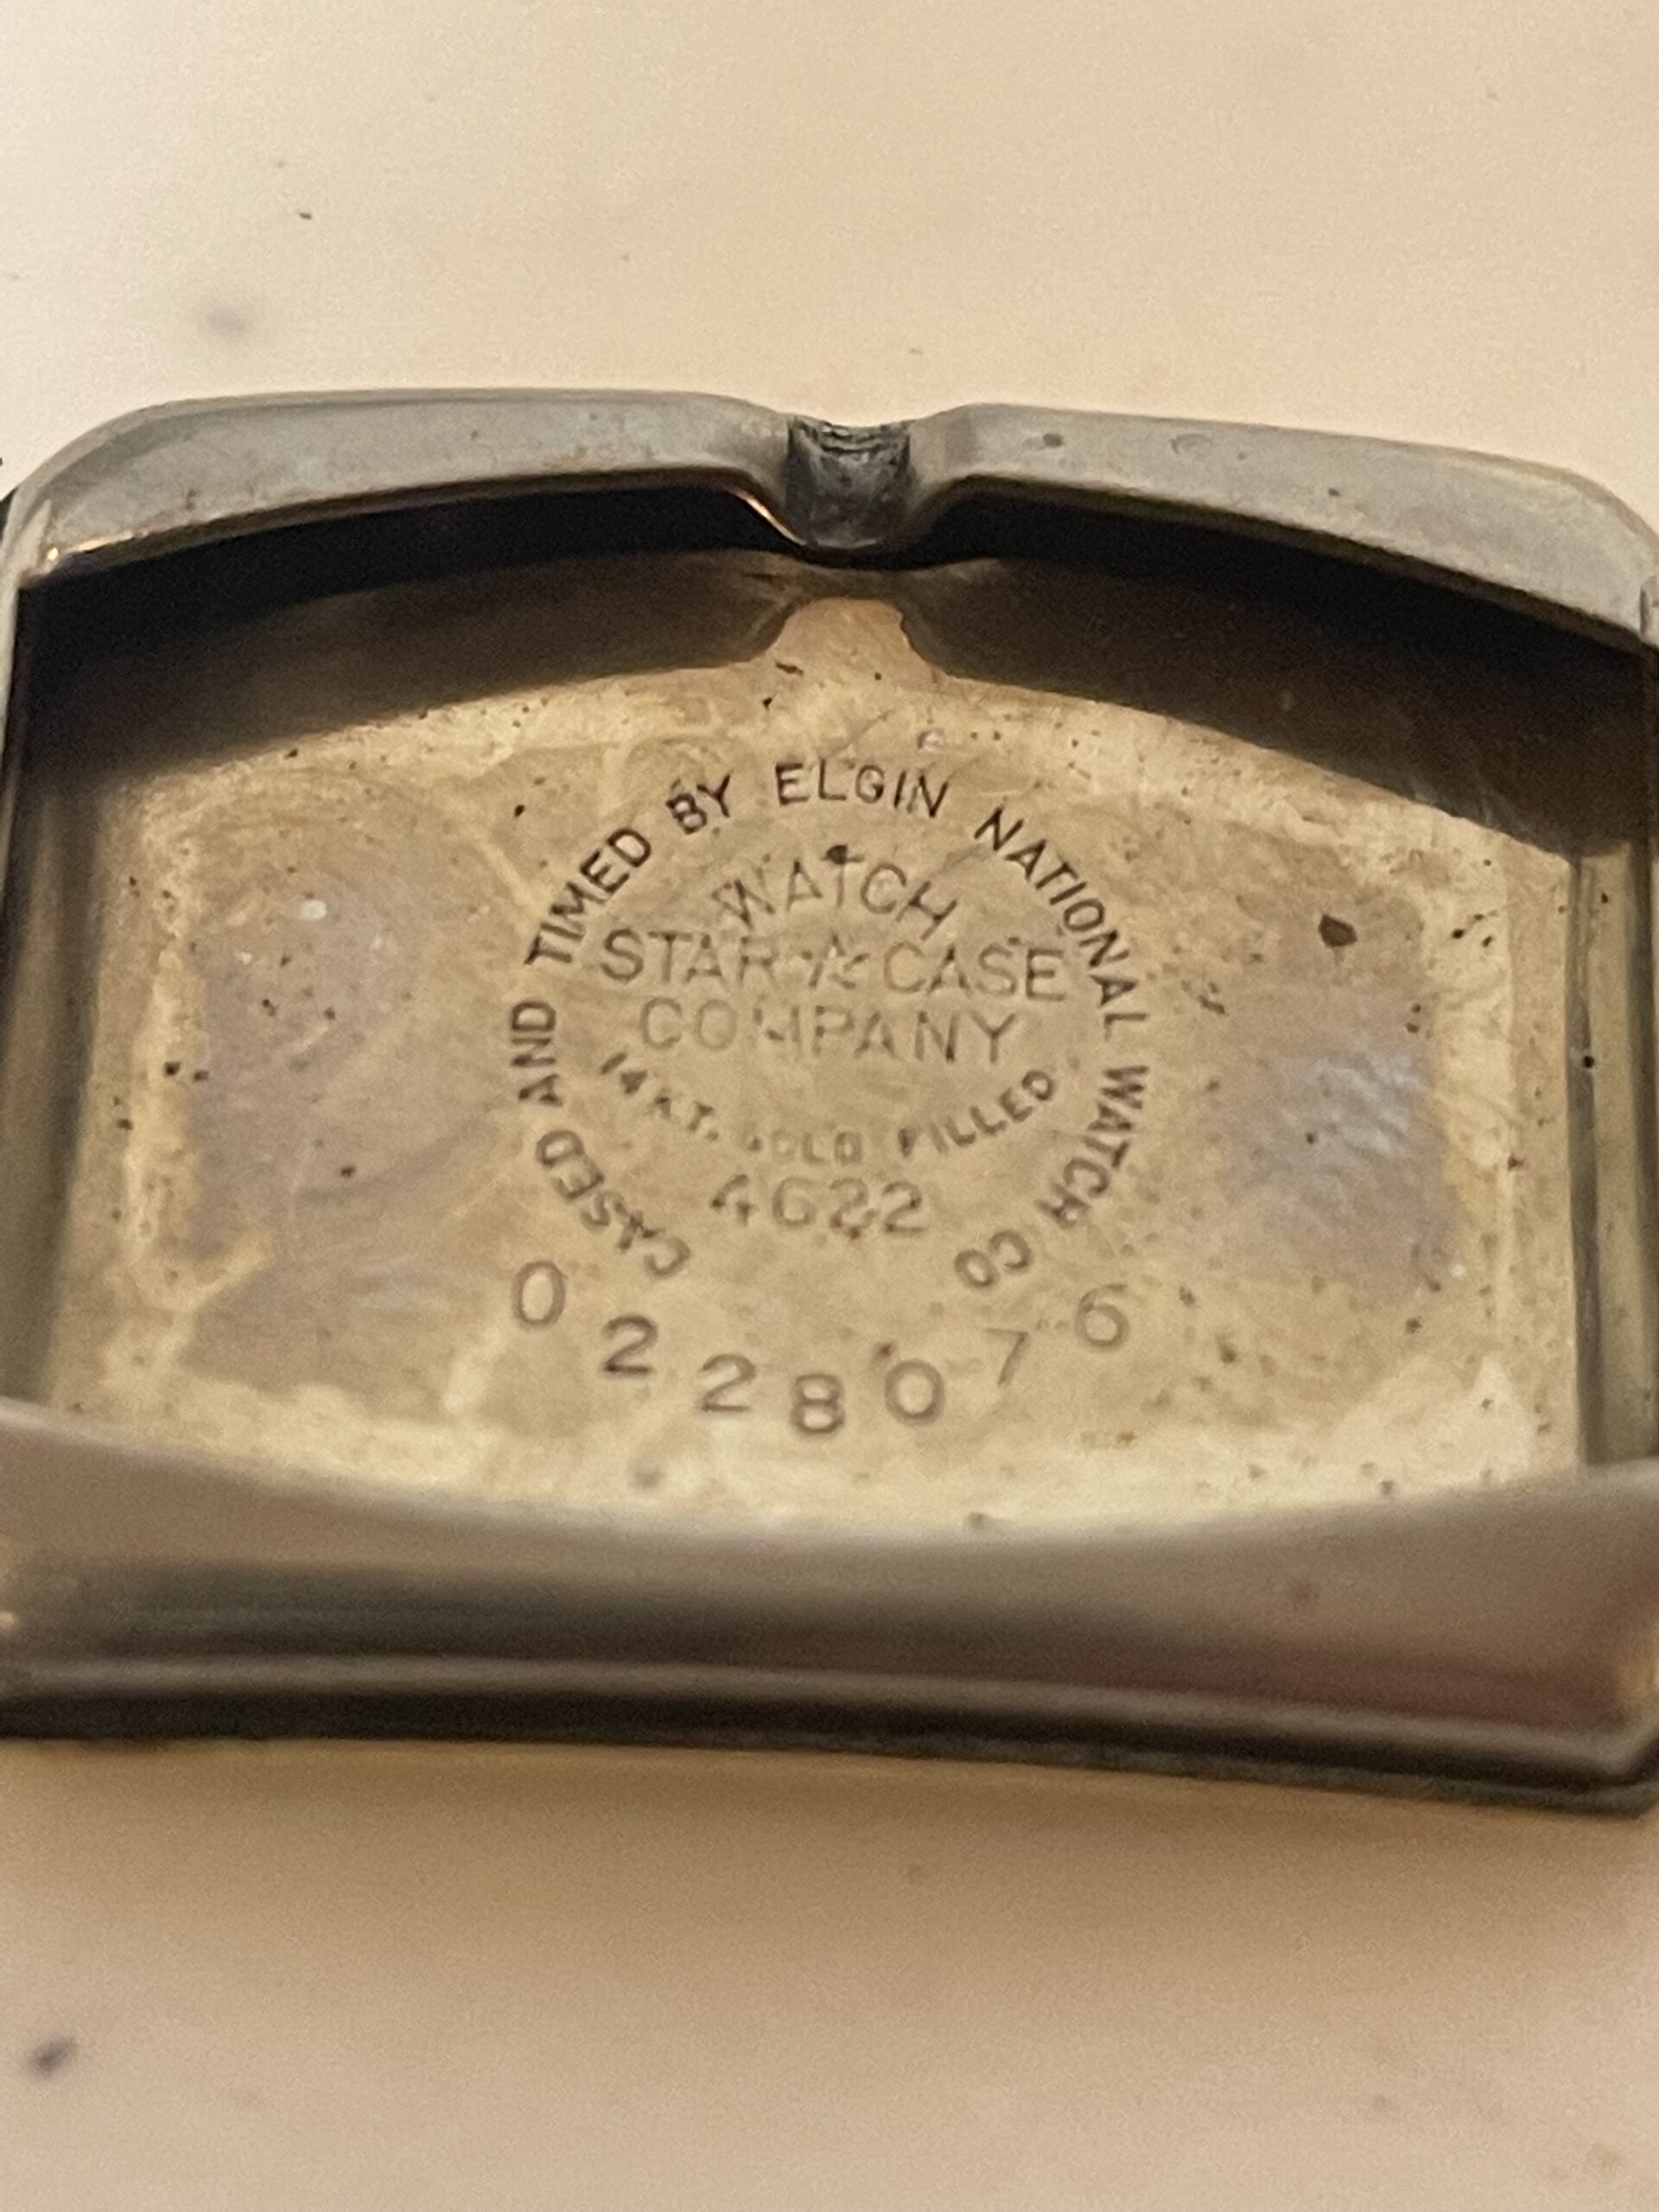 CASED AND TIMED BY ELGIN NATIONAL WATCH CO
WATCH
STAR CASE
COMPANY
14 KT. GOLD FILLED
4622
0228076